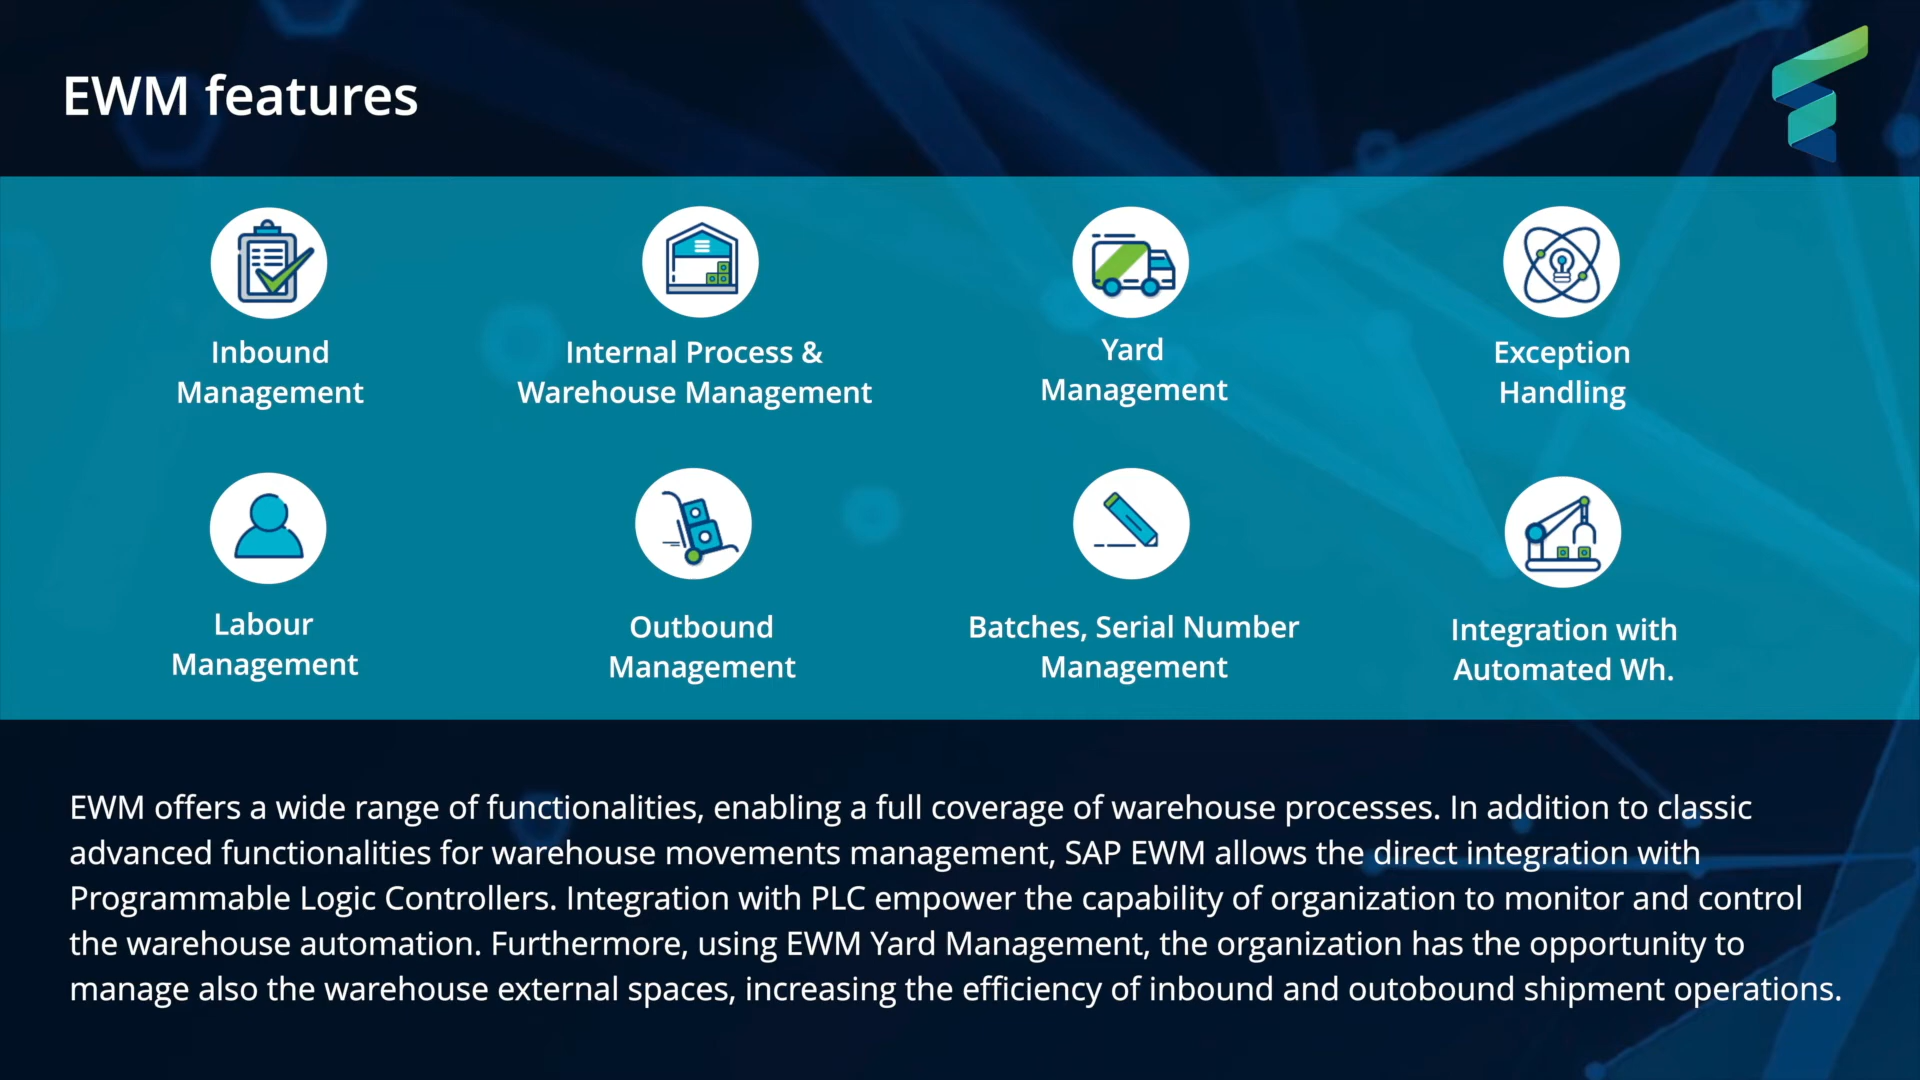 EWM features
Inbound
Management
Internal Process &
Warehouse Management
Yard
Management
Exception
Handling
Labour
Management
Outbound
Management
Batches, Serial Number
Management
Integration with
Automated Wh.
EWM offers a wide range of functionalities, enabling a full coverage of warehouse processes. In addition to classic
advanced functionalities for warehouse movements management, SAP EWM allows the direct integration with
Programmable Logic Controllers. Integration with PLC empower the capability of organization to monitor and control
the warehouse automation. Furthermore, using EWM Yard Management, the organization has the opportunity to
manage also the warehouse external spaces, increasing the efficiency of inbound and outobound shipment operations.